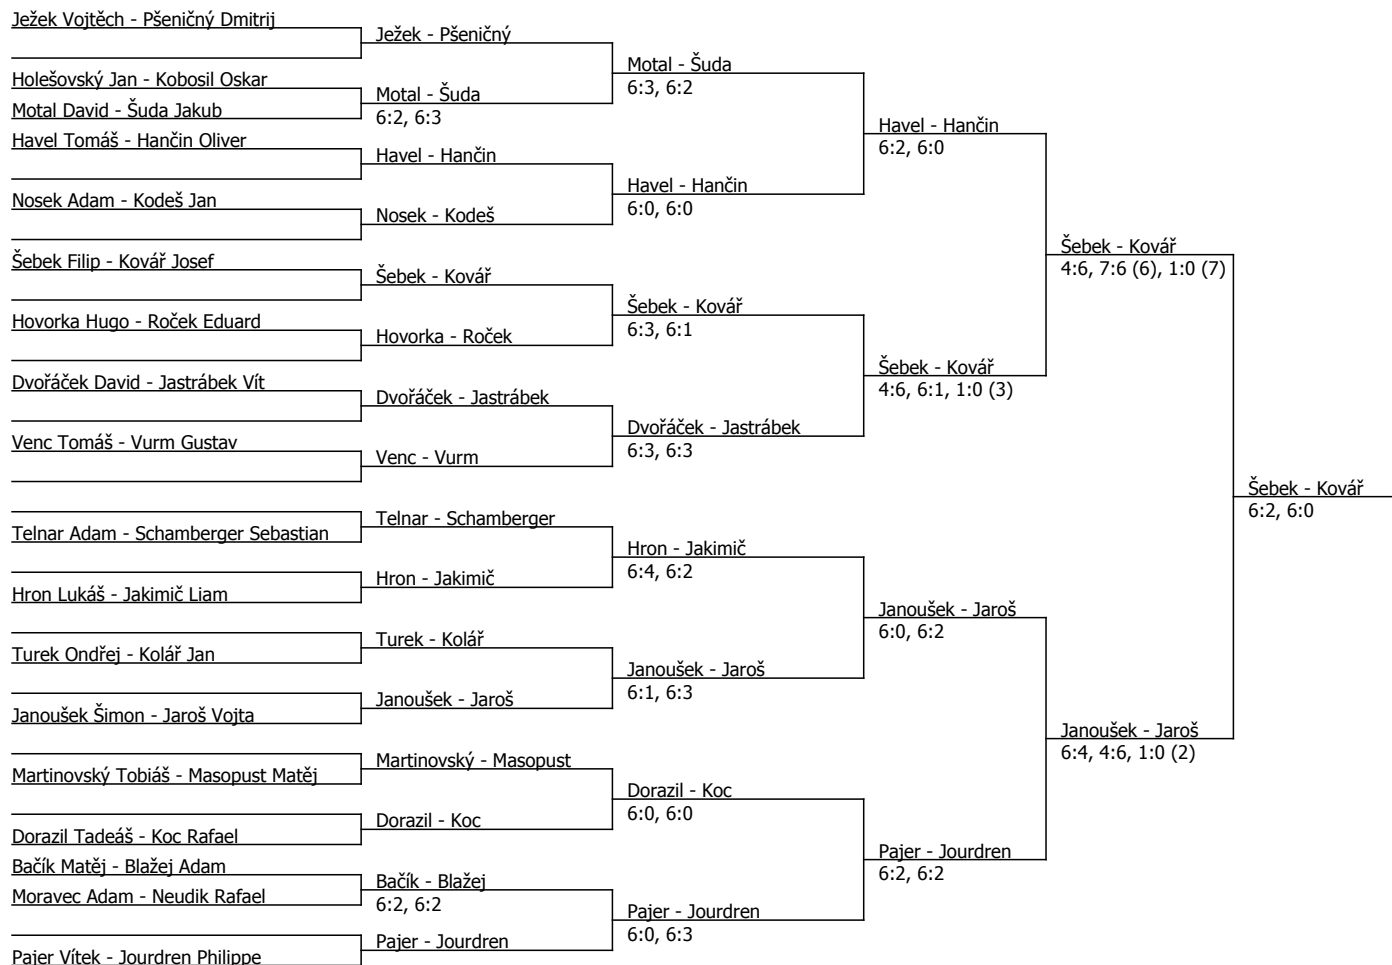 Ježek Vojtěch - Pšeničný Dmitrij
Holešovský Jan - Kobosil Oskar
Motal David - Šuda Jakub
Havel Tomáš - Hančin Oliver
Nosek Adam - Kodeš Jan
Šebek Filip - Kovář Josef
Hovorka Hugo - Roček Eduard
Dvořáček David - Jastrábek Vít
Venc Tomáš - Vurm Gustav
Telnar Adam - Schamberger Sebastian
Hron Lukáš - Jakimič Liam
Turek Ondřej - Kolář Jan
Janoušek Šimon - Jaroš Vojta
Martinovský Tobiáš - Masopust Matěj
Dorazil Tadeáš - Koc Rafael
Bačík Matěj - Blažej Adam
Moravec Adam - Neudik Rafael
Pajer Vítek - Jourdren Philippe
Ježek - Pšeničný
Motal - Šuda
6:2, 6:3
Havel - Hančin
Nosek - Kodeš
Šebek - Kovář
Hovorka - Roček
Dvořáček - Jastrábek
Venc - Vurm
Telnar - Schamberger
Hron - Jakimič
Turek - Kolář
Janoušek - Jaroš
Martinovský - Masopust
Dorazil - Koc
Bačík - Blažej
6:2, 6:2
Pajer - Jourdren
Motal - Šuda
6:3, 6:2
Havel - Hančin
6:0, 6:0
Šebek - Kovář
6:3, 6:1
Dvořáček - Jastrábek
6:3, 6:3
Hron - Jakimič
6:4, 6:2
Janoušek - Jaroš
6:1, 6:3
Dorazil - Koc
6:0, 6:0
Pajer - Jourdren
6:0, 6:3
Havel - Hančin
6:2, 6:0
Šebek - Kovář
4:6, 6:1, 1:0 (3)
Janoušek - Jaroš
6:0, 6:2
Pajer - Jourdren
6:2, 6:2
Šebek - Kovář
4:6, 7:6 (6), 1:0 (7)
Janoušek - Jaroš
6:4, 4:6, 1:0 (2)
Šebek - Kovář
6:2, 6:0